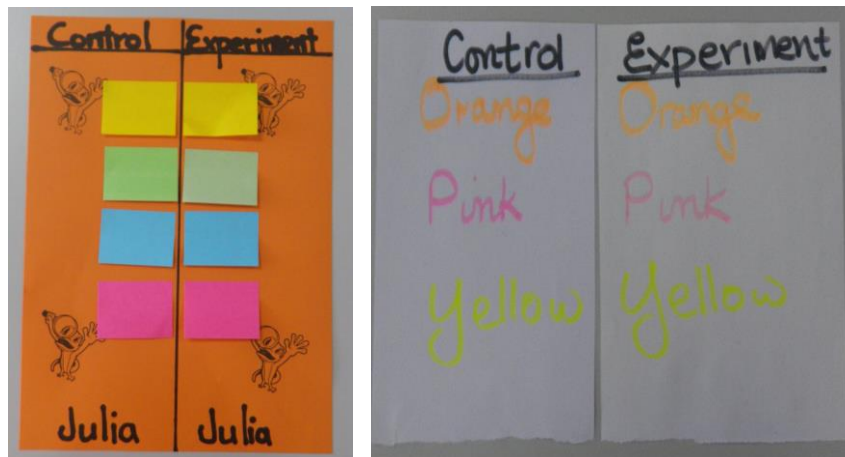 Control Experiment
Julia Julia
Control Experiment
Orange Orange
Pink Pink
Yellow Yellow